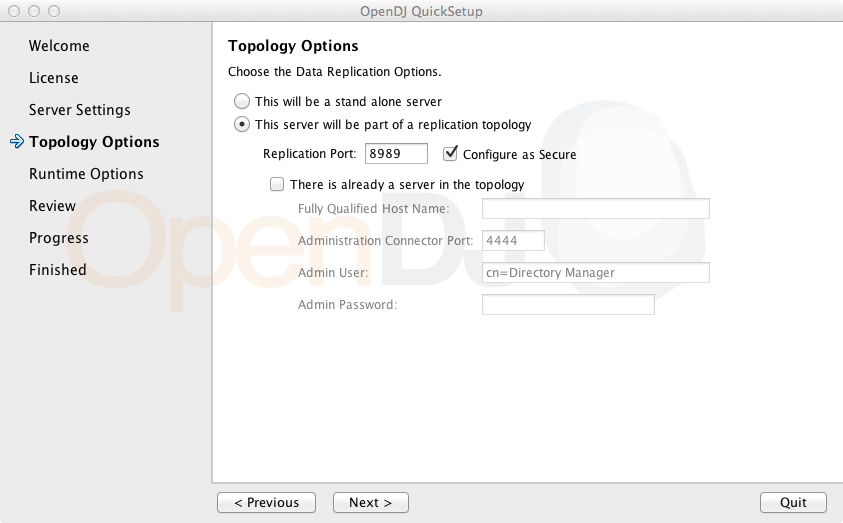 OpenDJ QuickSetup
Welcome
License
Server Settings
Topology Options
Runtime Options
Review
Progress
Finished
Topology Options
Choose the Data Replication Options.
This will be a stand alone server
This server will be part of a replication topology
Replication Port: 8989 Configure as Secure
There is already a server in the topology
Fully Qualified Host Name:
Administration Connector Port: 4444
Admin User: cn=Directory Manager
Admin Password:
OpenDJ
< Previous Next > Quit